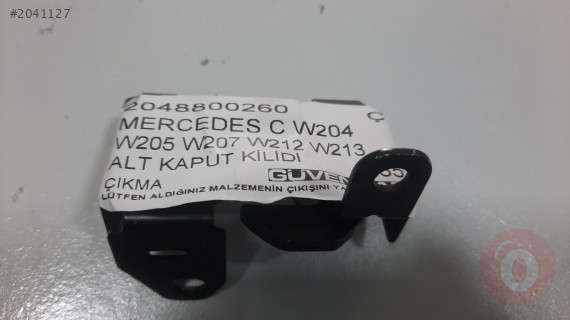 #2041127
2048800260
MERCEDES C W204
W205 W207 W212 W213
ALT KAPUT KİLİDİ
ÇIKMA GÜVEN
LÜTFEN ALDIĞINIZ MALZEMENİN ÇIKIŞINI